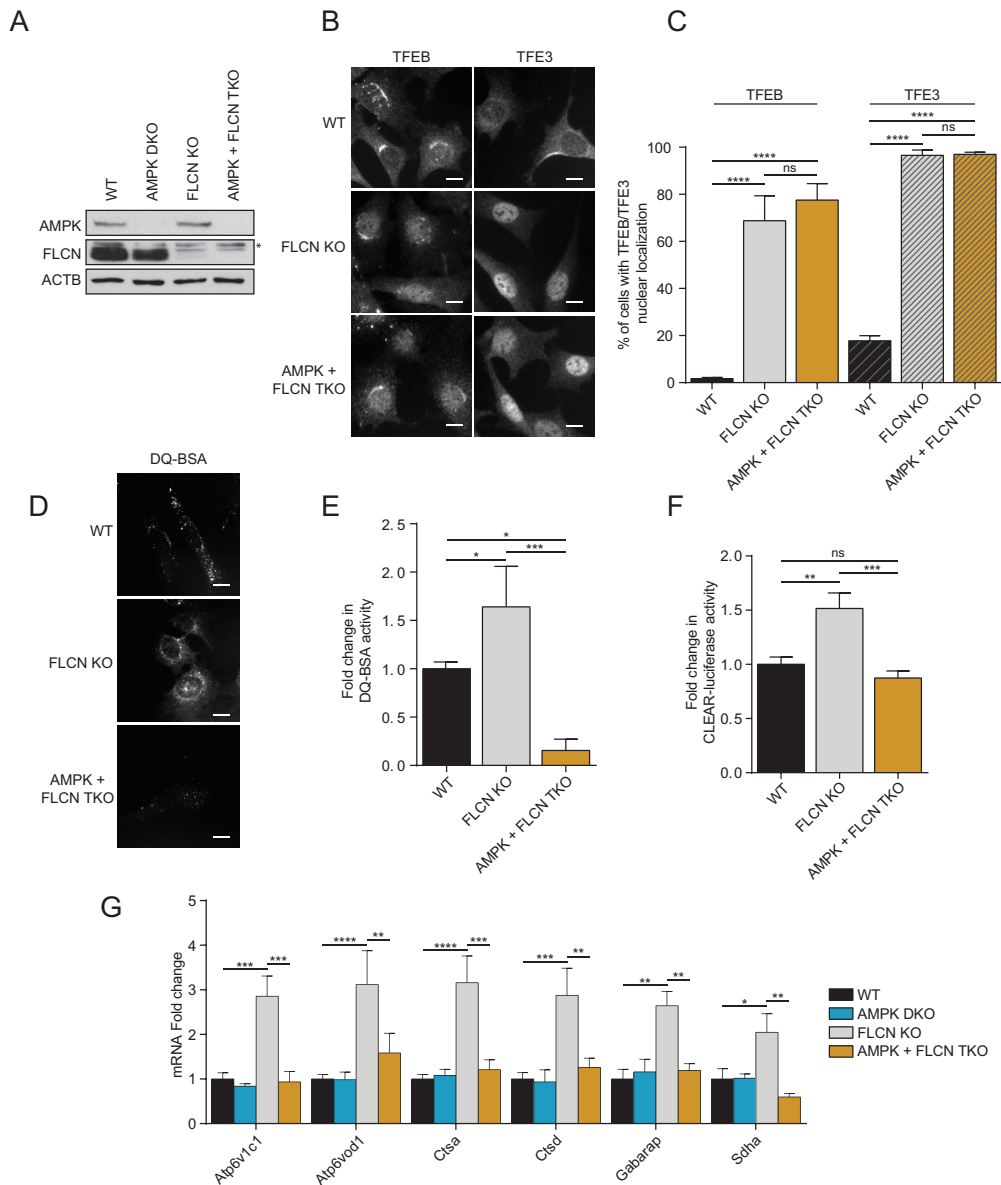 A
WT
AMPK DKO
FLCN KO
AMPK + FLCN TKO
AMPK
FLCN
*
ACTB
B
TFEB
TFE3
WT
FLCN KO
AMPK +
FLCN TKO
C
TFEB
TFE3
****
****
ns
****
****
ns
% of cells with TFEB/TFE3
nuclear localization
100
80
60
40
20
0
WT
FLCN KO
AMPK + FLCN TKO
WT
FLCN KO
AMPK + FLCN TKO
D
DQ-BSA
WT
FLCN KO
AMPK +
FLCN TKO
E
Fold change in
DQ-BSA activity
2.5
2.0
1.5
1.0
0.5
0.0
*
*
***
WT
FLCN KO
AMPK + FLCN TKO
F
Fold change in
CLEAR-luciferase activity
2.0
1.5
1.0
0.5
0.0
ns
**
***
WT
FLCN KO
AMPK + FLCN TKO
G
mRNA Fold change
5
4
3
2
1
0
*** ***
**** **
**** ***
*** **
** **
* **
Atp6v1c1
Atp6vod1
Ctsa
Ctsd
Gabarap
Sdha
WT
AMPK DKO
FLCN KO
AMPK + FLCN TKO